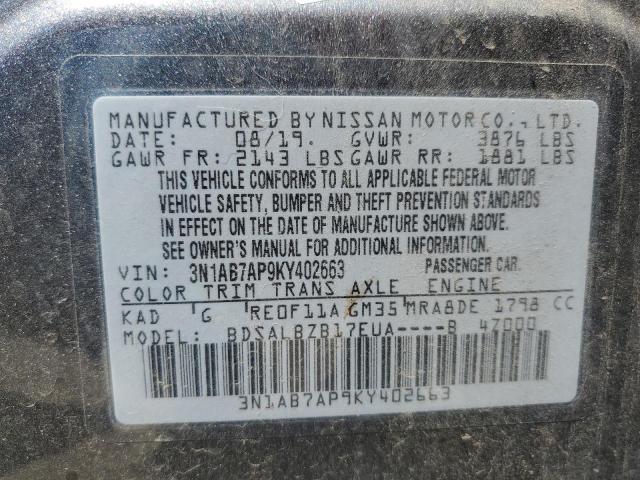 MANUFACTURED BY NISSAN MOTOR CO., LTD.
DATE: 08/19. GVWR: 3876 LBS
GAWR FR: 2143 LBS GAWR RR: 1881 LBS
THIS VEHICLE CONFORMS TO ALL APPLICABLE FEDERAL MOTOR
VEHICLE SAFETY, BUMPER AND THEFT PREVENTION STANDARDS
IN EFFECT ON THE DATE OF MANUFACTURE SHOWN ABOVE.
SEE OWNER'S MANUAL FOR ADDITIONAL INFORMATION
VIN: 3N1AB7AP9KY402663 PASSENGER CAR.
COLOR TRIM TRANS AXLE ENGINE
KAD G RE0F11A GM35 MRA8DE 1798 CC
MODEL: BDSALBZB17EUA----B 47000
3N1AB7AP9KY402663